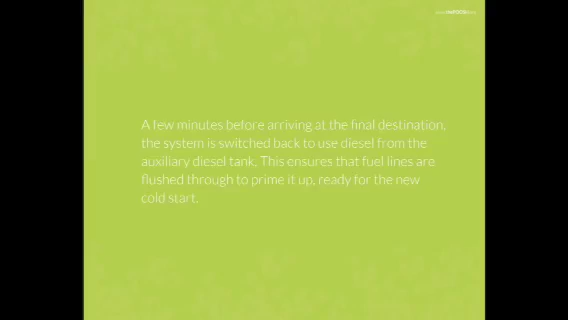 A few minutes before arriving at the final destination,
the system is switched back to use diesel from the
auxiliary diesel tank. This ensures that fuel lines are
flushed through to prime it up, ready for the new
cold start.